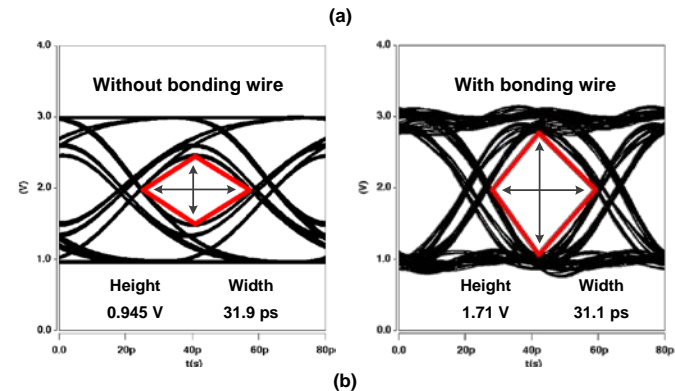 (a)
4.0
3.0
2.0
1.0
0.0
(V)
Without bonding wire
Height Width
0.945 V 31.9 ps
0.0 20p 40p 60p 80p
t(s)
4.0
3.0
2.0
1.0
0.0
(V)
With bonding wire
Height Width
1.71 V 31.1 ps
0.0 20p 40p 60p 80p
t(s)
(b)